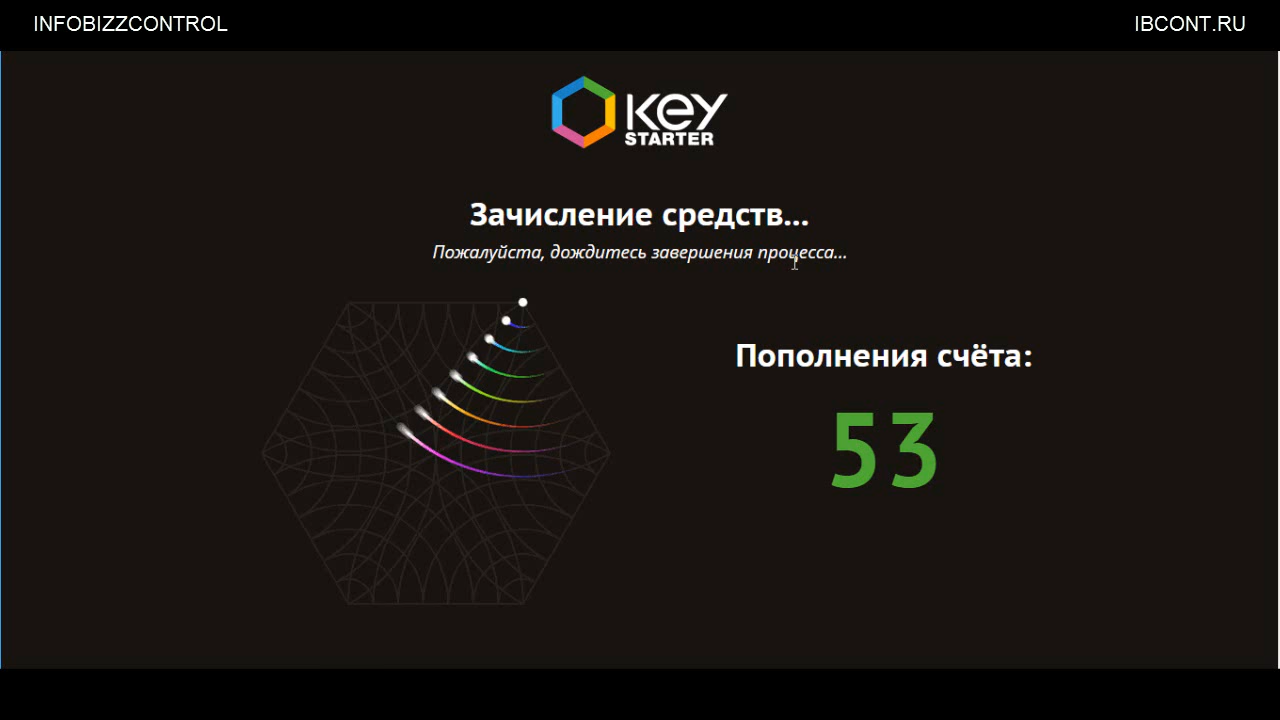 INFOBIZZCONTROL
IBCONT.RU
KEY
STARTER
Зачисление средств...
Пожалуйста, дождитесь завершения процесса...
Пополнения счёта:
53